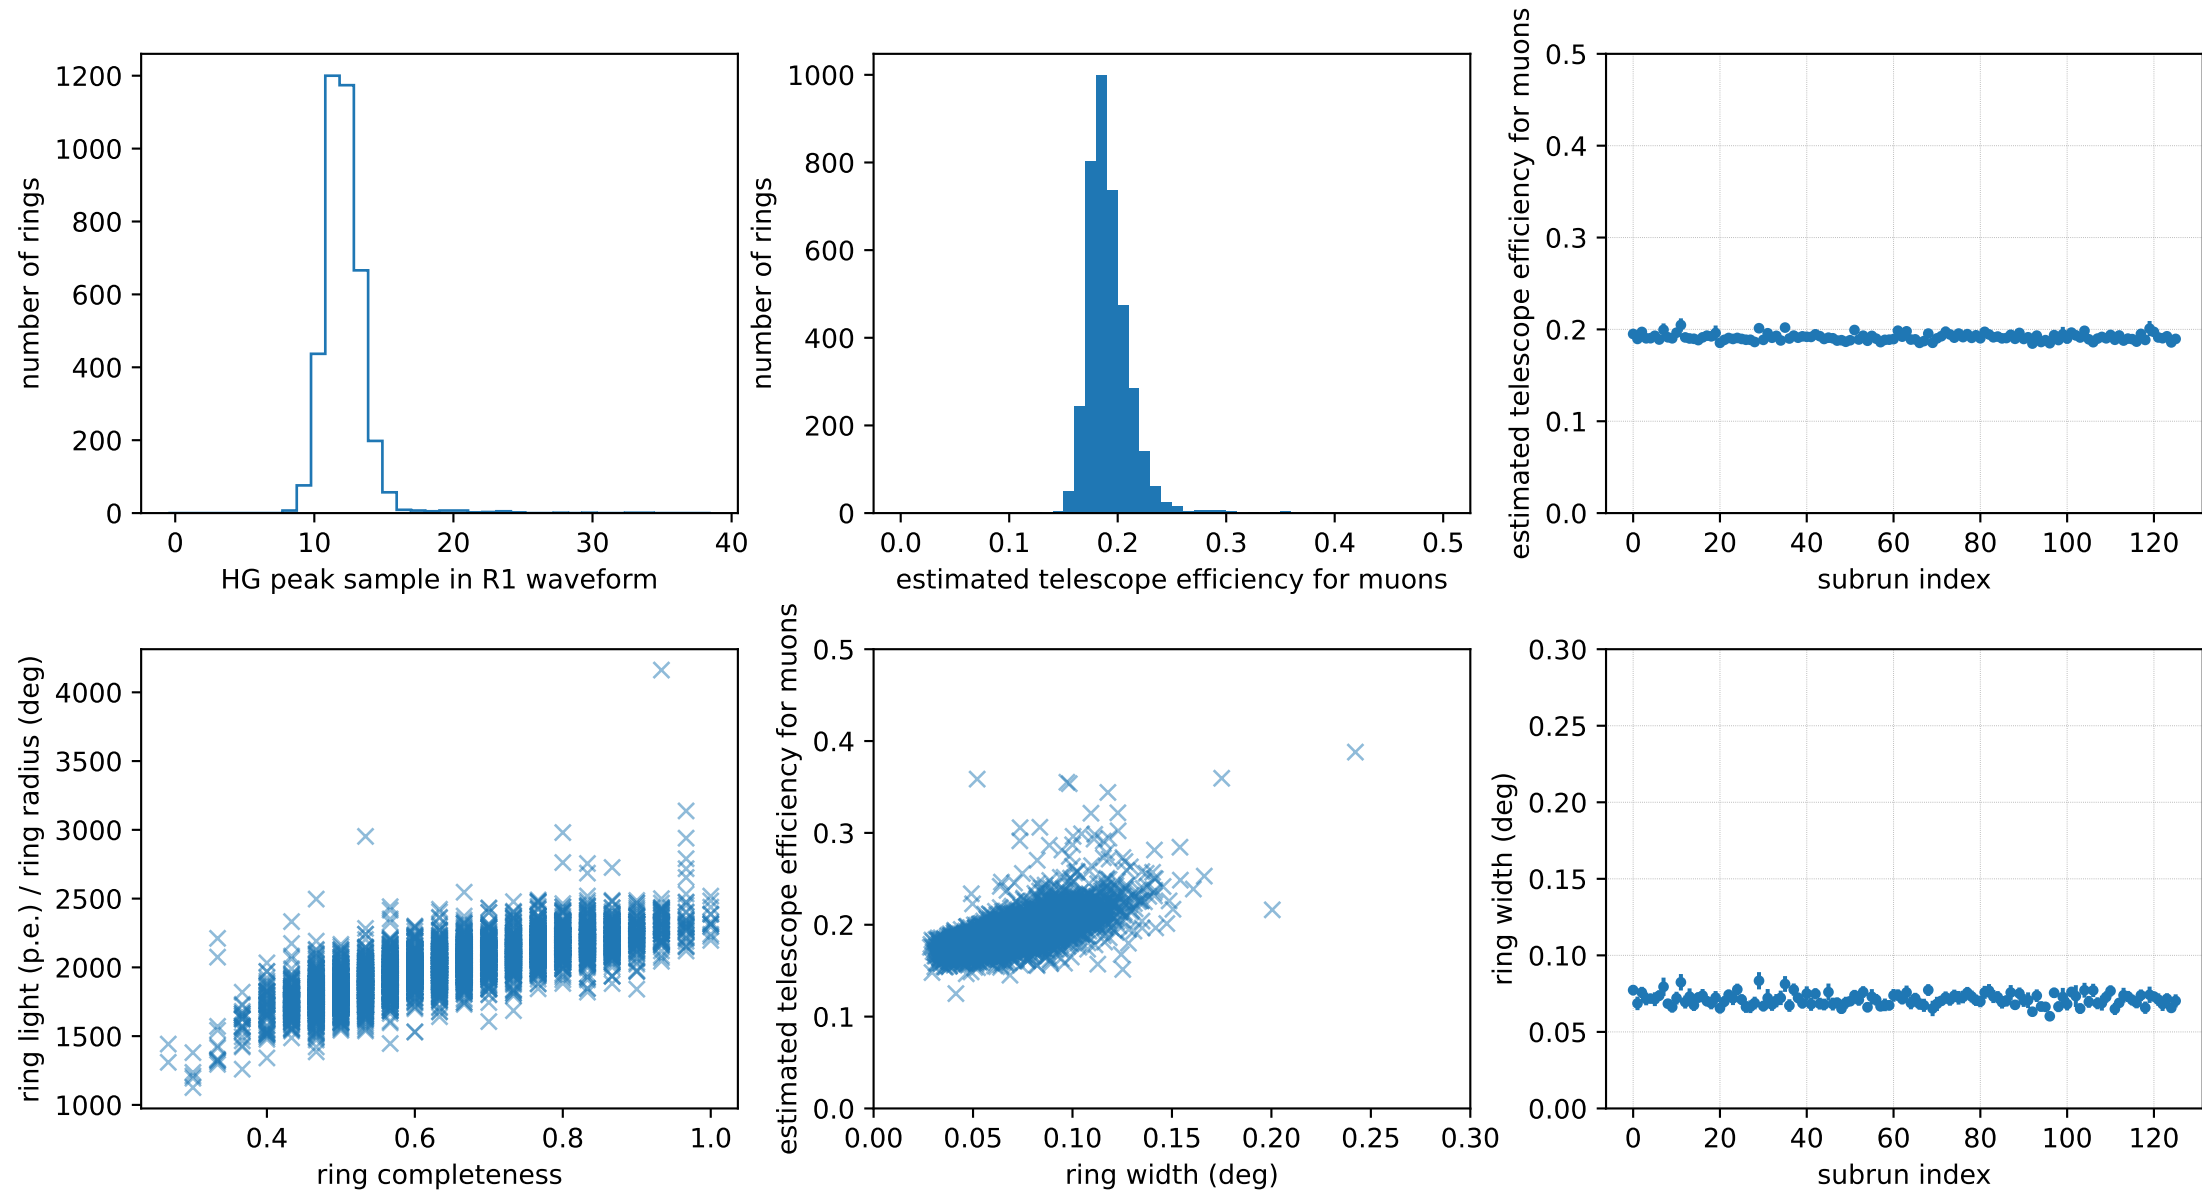 number of rings
1200
1000
800
600
400
200
0
0 10 20 30 40
HG peak sample in R1 waveform
number of rings
1000
800
600
400
200
0
0.0 0.1 0.2 0.3 0.4 0.5
estimated telescope efficiency for muons
estimated telescope efficiency for muons
0.5
0.4
0.3
0.2
0.1
0.0
0 20 40 60 80 100 120
subrun index
ring light (p.e.) / ring radius (deg)
4000
3500
3000
2500
2000
1500
1000
0.4 0.6 0.8 1.0
ring completeness
estimated telescope efficiency for muons
0.5
0.4
0.3
0.2
0.1
0.0
0.00 0.05 0.10 0.15 0.20 0.25 0.30
ring width (deg)
ring width (deg)
0.30
0.25
0.20
0.15
0.10
0.05
0.00
0 20 40 60 80 100 120
subrun index